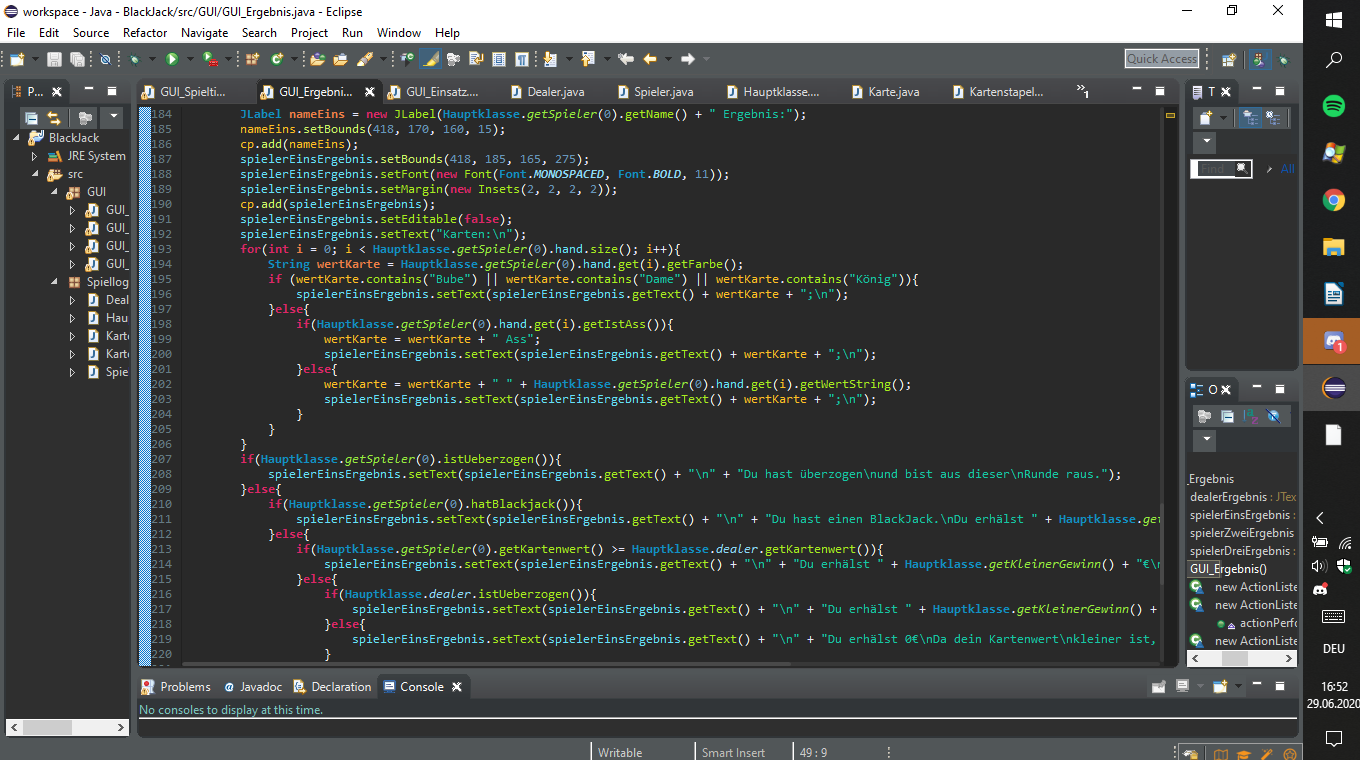 workspace - Java - BlackJack/src/GUI/GUI_Ergebnis.java - Eclipse
File Edit Source Refactor Navigate Search Project Run Window Help
Quick Access
P...
GUI_Spielti...
GUI_Ergebni...
GUI_Einsatz....
Dealer.java
Spieler.java
Hauptklasse....
Karte.java
Kartenstapel...
»1
T
BlackJack
JRE System
src
GUI
GUI_
GUI_
GUI_
GUI_
Spiellog
Deal
Hau
Kart
Kart
Spie
184 JLabel nameEins = new JLabel(Hauptklasse.getSpieler(0).getName() + " Ergebnis:");
185 nameEins.setBounds(418, 170, 160, 15);
186 cp.add(nameEins);
187 spielerEinsErgebnis.setBounds(418, 185, 165, 275);
188 spielerEinsErgebnis.setFont(new Font(Font.MONOSPACED, Font.BOLD, 11));
189 spielerEinsErgebnis.setMargin(new Insets(2, 2, 2, 2));
190 cp.add(spielerEinsErgebnis);
191 spielerEinsErgebnis.setEditable(false);
192 spielerEinsErgebnis.setText("Karten:\n");
193 for(int i = 0; i < Hauptklasse.getSpieler(0).hand.size(); i++){
194 String wertKarte = Hauptklasse.getSpieler(0).hand.get(i).getFarbe();
195 if (wertKarte.contains("Bube") || wertKarte.contains("Dame") || wertKarte.contains("König")){
196 spielerEinsErgebnis.setText(spielerEinsErgebnis.getText() + wertKarte + ";\n");
197 }else{
198 if(Hauptklasse.getSpieler(0).hand.get(i).getIstAss()){
199 wertKarte = wertKarte + " Ass";
200 spielerEinsErgebnis.setText(spielerEinsErgebnis.getText() + wertKarte + ";\n");
201 }else{
202 wertKarte = wertKarte + " " + Hauptklasse.getSpieler(0).hand.get(i).getWertString();
203 spielerEinsErgebnis.setText(spielerEinsErgebnis.getText() + wertKarte + ";\n");
204 }
205 }
206 }
207 if(Hauptklasse.getSpieler(0).istUeberzogen()){
208 spielerEinsErgebnis.setText(spielerEinsErgebnis.getText() + "\n" + "Du hast überzogen\nund bist aus dieser\nRunde raus.");
209 }else{
210 if(Hauptklasse.getSpieler(0).hatBlackjack()){
211 spielerEinsErgebnis.setText(spielerEinsErgebnis.getText() + "\n" + "Du hast einen BlackJack.\nDu erhälst " + Hauptklasse.ge
212 }else{
213 if(Hauptklasse.getSpieler(0).getKartenwert() >= Hauptklasse.dealer.getKartenwert()){
214 spielerEinsErgebnis.setText(spielerEinsErgebnis.getText() + "\n" + "Du erhälst " + Hauptklasse.getKleinerGewinn() + "€\n
215 }else{
216 if(Hauptklasse.dealer.istUeberzogen()){
217 spielerEinsErgebnis.setText(spielerEinsErgebnis.getText() + "\n" + "Du erhälst " + Hauptklasse.getKleinerGewinn() +
218 }else{
219 spielerEinsErgebnis.setText(spielerEinsErgebnis.getText() + "\n" + "Du erhälst 0€\nDa dein Kartenwert\nkleiner ist,
220 }
Find
All
O
_Ergebnis
dealerErgebnis : JTex
spielerEinsErgebnis :
spielerZweiErgebnis
spielerDreiErgebnis :
GUI_Ergebnis()
new ActionListe
new ActionListe
actionPerfo
new ActionListe
Problems
@ Javadoc
Declaration
Console
No consoles to display at this time.
Writable
Smart Insert
49 : 9
1
DEU
16:52
29.06.2020